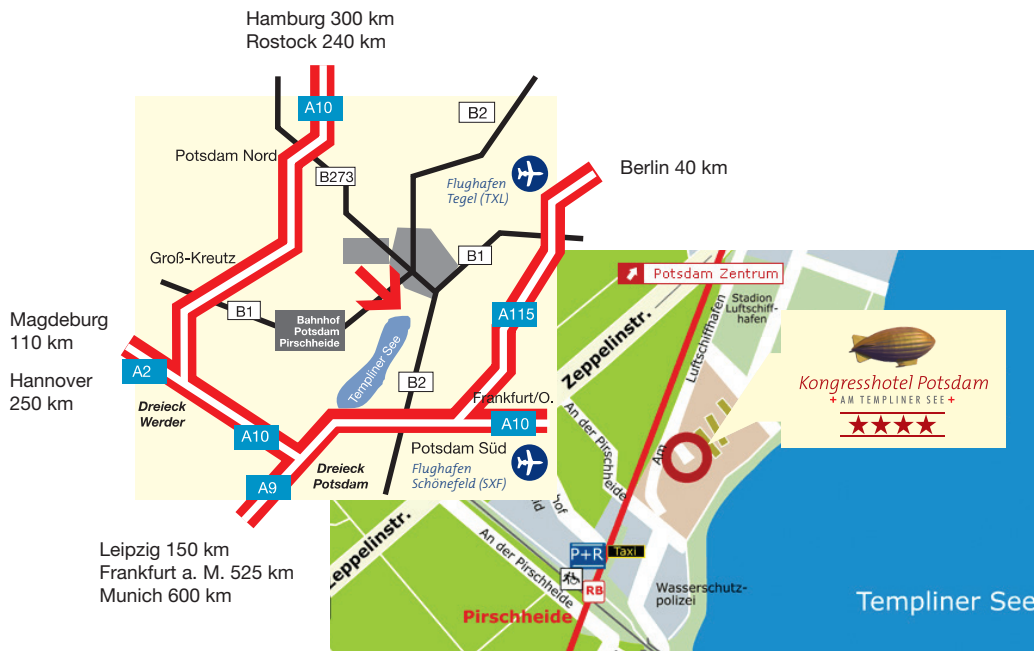 Hamburg 300 km
Rostock 240 km
A10
B2
Potsdam Nord
B273
Flughafen
Tegel (TXL)
Berlin 40 km
Groß-Kreutz
B1
B1
Bahnhof
Potsdam
Pirschheide
Templiner See
A115
Magdeburg
110 km
A2
Hannover
250 km
Dreieck
Werder
B2
Frankfurt/O.
A10
A10
Potsdam Süd
Dreieck
Potsdam
Flughafen
Schönefeld (SXF)
A9
Leipzig 150 km
Frankfurt a. M. 525 km
Munich 600 km
Potsdam Zentrum
Stadion
Luftschiff-
hafen
Zeppelinstr.
Am Luftschiffhafen
An der Pirschheide
Kongresshotel Potsdam
AM TEMPLINER SEE
Zeppelinstr.
An der Pirschheide
P+R
Taxi
RB
Pirschheide
Wasserschutz-
polizei
Templiner See